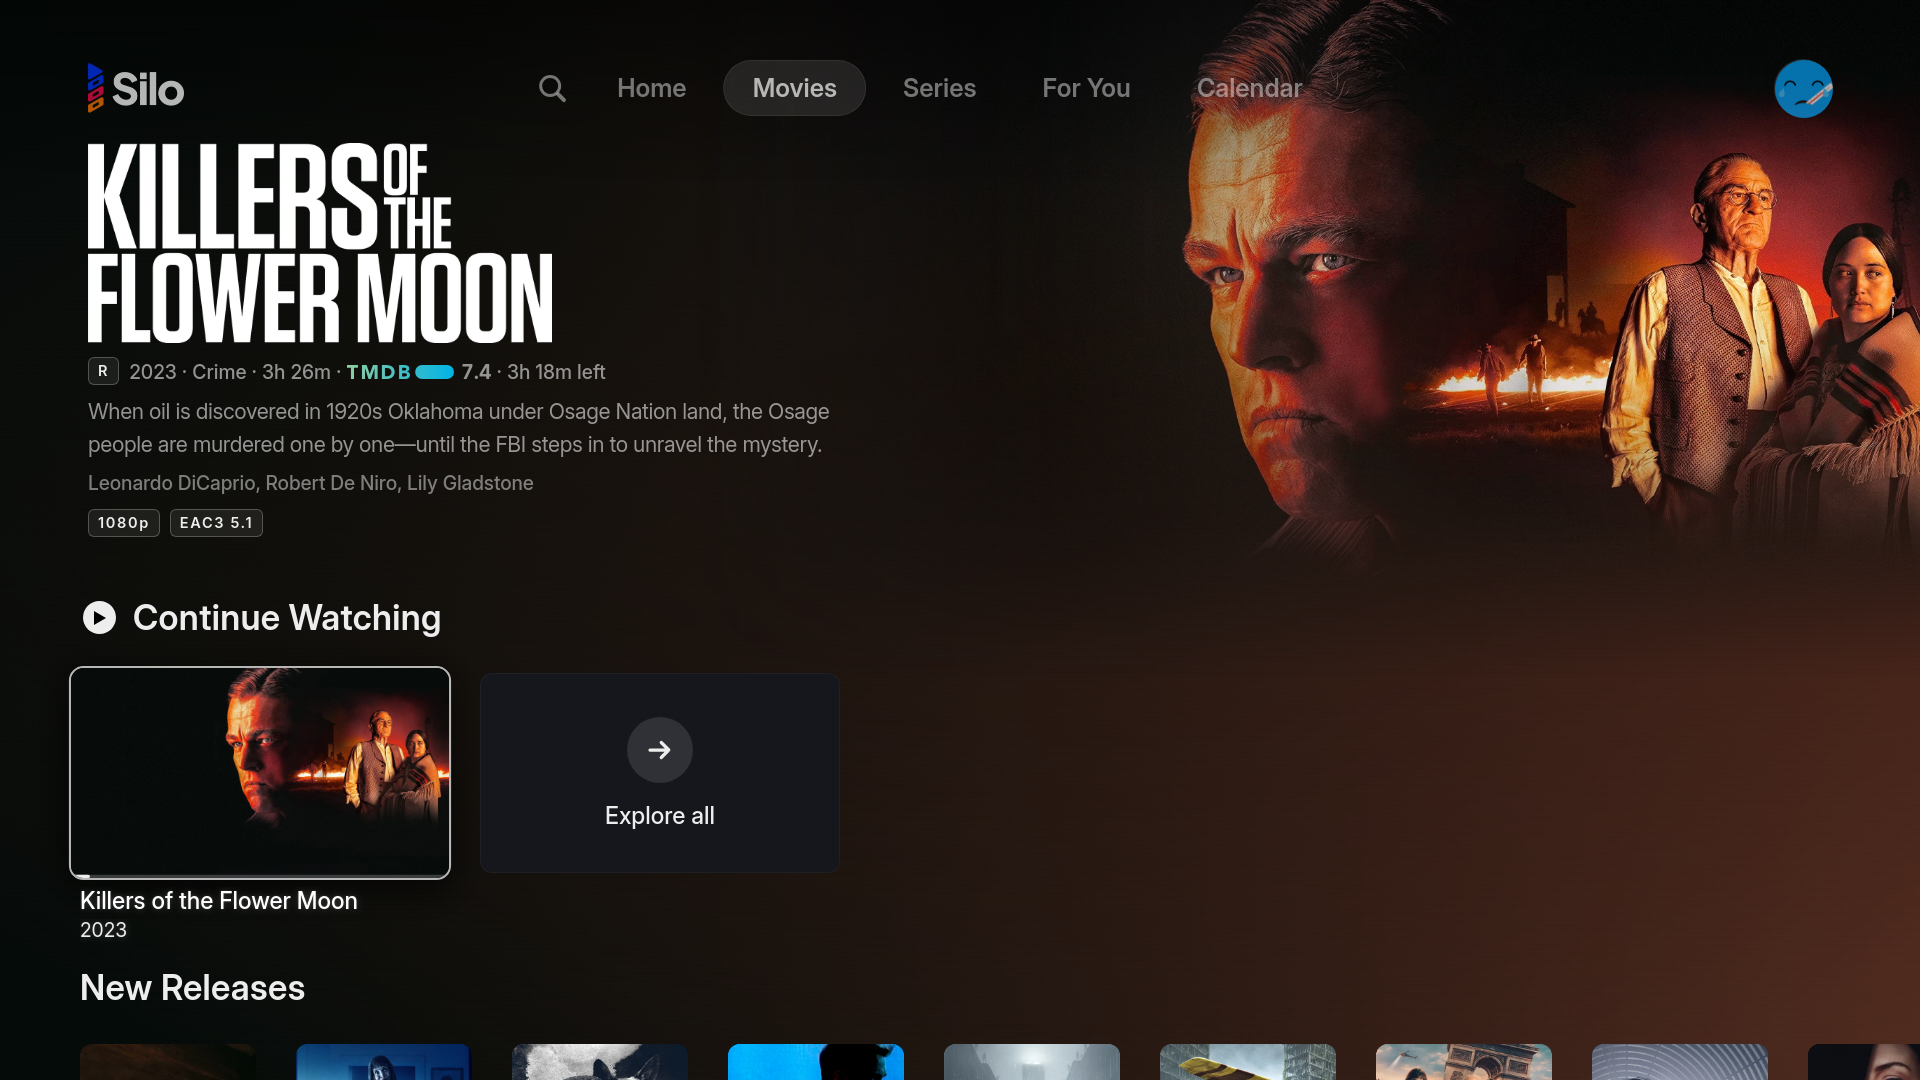 Silo
Home
Movies
Series
For You
Calendar
KILLERS OF THE
FLOWER MOON
R 2023 · Crime · 3h 26m · TMDB 7.4 · 3h 18m left
When oil is discovered in 1920s Oklahoma under Osage Nation land, the Osage
people are murdered one by one—until the FBI steps in to unravel the mystery.
Leonardo DiCaprio, Robert De Niro, Lily Gladstone
1080p EAC3 5.1
Continue Watching
Explore all
Killers of the Flower Moon
2023
New Releases